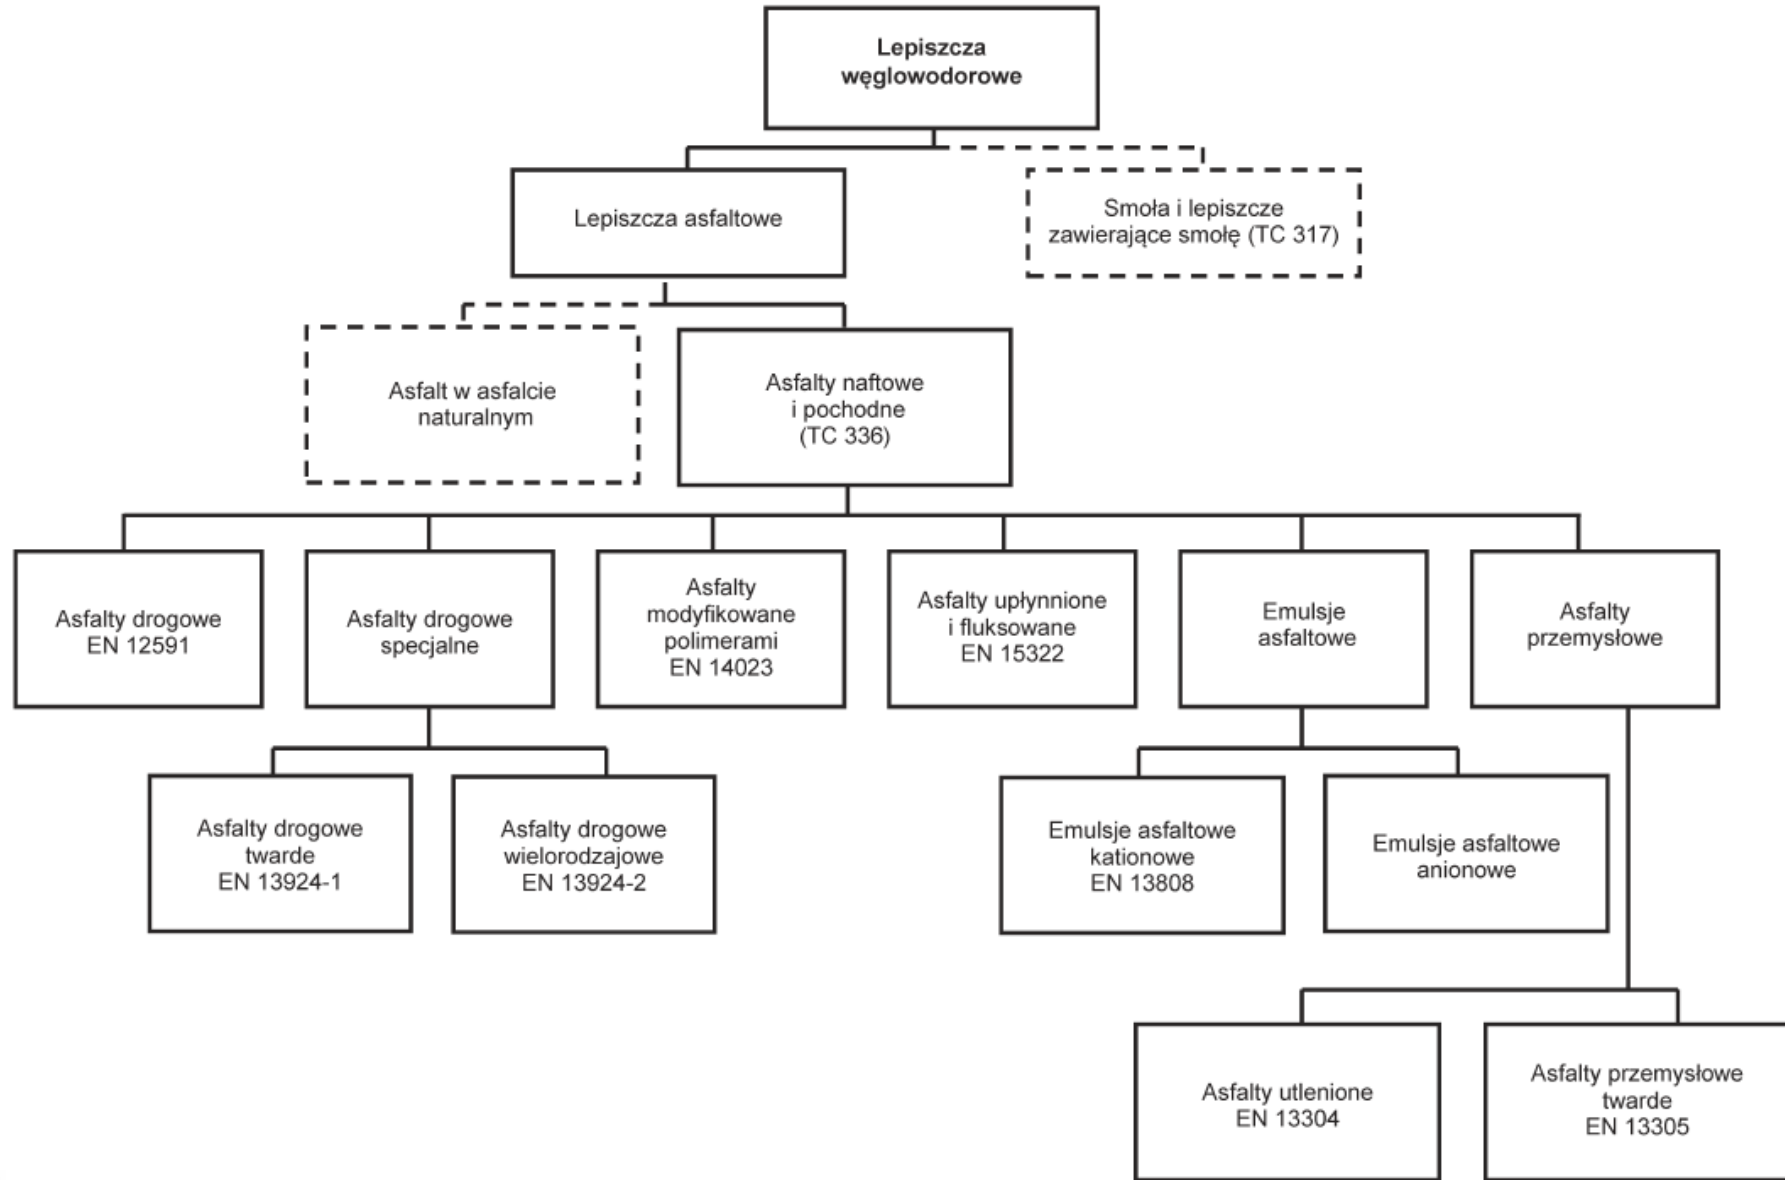 Lepiszcza
węglowodorowe
Lepiszcza asfaltowe
Smoła i lepiszcze
zawierające smołę (TC 317)
Asfalt w asfalcie
naturalnym
Asfalty naftowe
i pochodne
(TC 336)
Asfalty drogowe
EN 12591
Asfalty drogowe
specjalne
Asfalty
modyfikowane
polimerami
EN 14023
Asfalty upłynnione
i fluksowane
EN 15322
Emulsje
asfaltowe
Asfalty
przemysłowe
Asfalty drogowe
twarde
EN 13924-1
Asfalty drogowe
wielorodzajowe
EN 13924-2
Emulsje asfaltowe
kationowe
EN 13808
Emulsje asfaltowe
anionowe
Asfalty utlenione
EN 13304
Asfalty przemysłowe
twarde
EN 13305